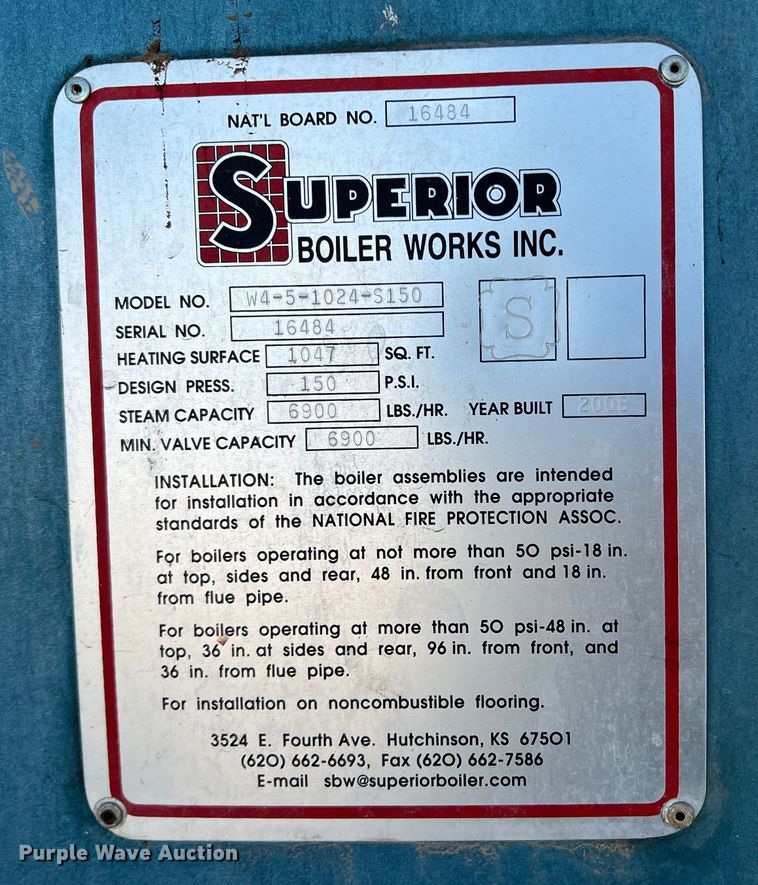 NAT'L BOARD NO. 16484
SUPERIOR
BOILER WORKS INC.
MODEL NO. W4-5-1024-S150
S
SERIAL NO. 16484
HEATING SURFACE 1047 SQ. FT.
DESIGN PRESS. 150 P.S.I.
STEAM CAPACITY 6900 LBS./HR. YEAR BUILT
MIN. VALVE CAPACITY 6900 LBS./HR.
INSTALLATION: The boiler assemblies are intended
for installation in accordance with the appropriate
standards of the NATIONAL FIRE PROTECTION ASSOC.
For boilers operating at not more than 50 psi-18 in.
at top, sides and rear, 48 in. from front and 18 in.
from flue pipe.
For boilers operating at more than 50 psi-48 in. at
top, 36 in. at sides and rear, 96 in. from front, and
36 in. from flue pipe.
For installation on noncombustible flooring.
3524 E. Fourth Ave. Hutchinson, KS 67501
(620) 662-6693, Fax (620) 662-7586
E-mail sbw@superiorboiler.com
Purple Wave Auction